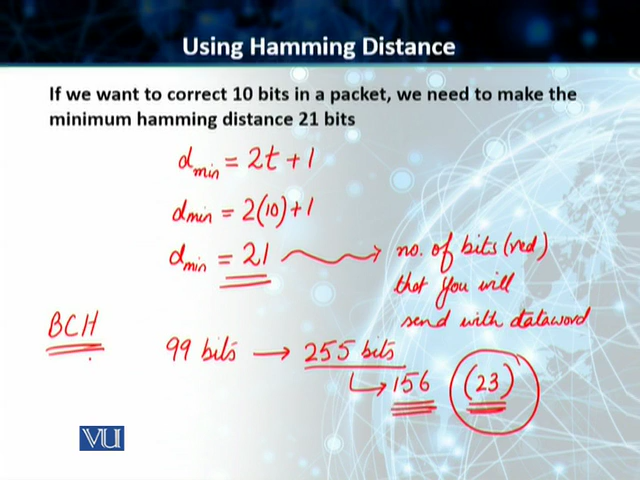 Using Hamming Distance
If we want to correct 10 bits in a packet, we need to make the
minimum hamming distance 21 bits
dmin = 2t + 1
dmin = 2(10)+1
dmin = 21 → no. of bits (red)
that you will
send with dataword
BCH
99 bits → 255 bits
→ 156 (23)
VU